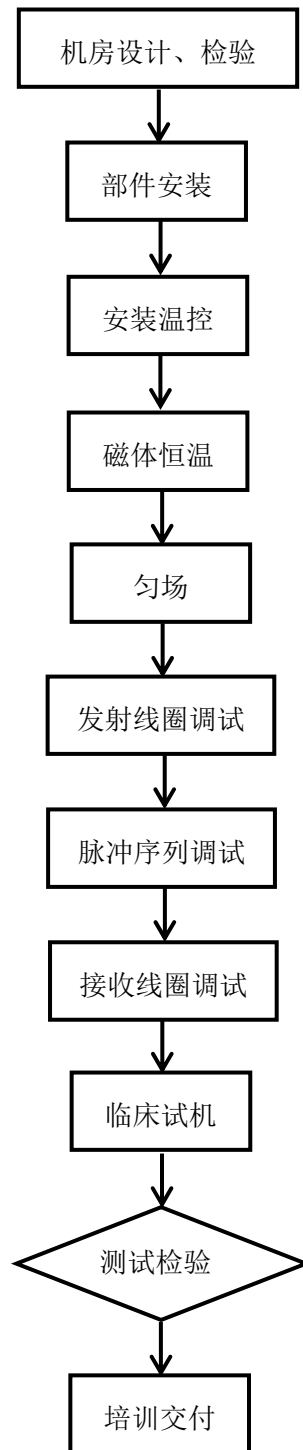 机房设计、检验
部件安装
安装温控
磁体恒温
匀场
发射线圈调试
脉冲序列调试
接收线圈调试
临床试机
测试检验
培训交付